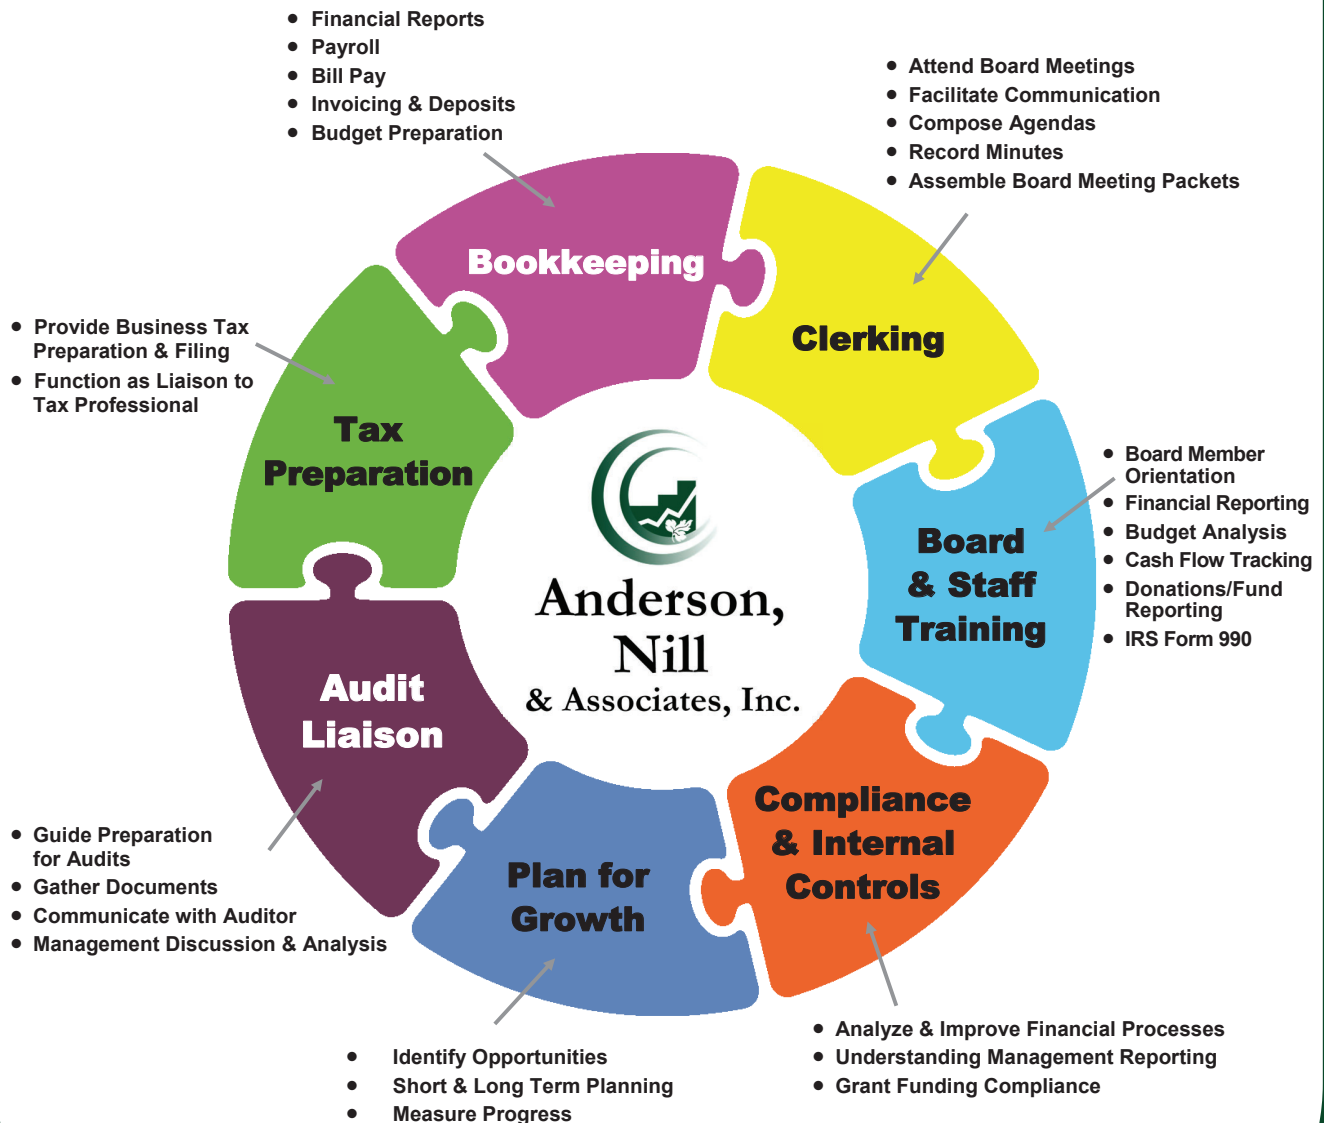 • Financial Reports
• Payroll
• Bill Pay
• Invoicing & Deposits
• Budget Preparation
• Attend Board Meetings
• Facilitate Communication
• Compose Agendas
• Record Minutes
• Assemble Board Meeting Packets
Bookkeeping
Clerking
• Provide Business Tax
Preparation & Filing
• Function as Liaison to
Tax Professional
Tax
Preparation
• Board Member
Orientation
• Financial Reporting
• Budget Analysis
• Cash Flow Tracking
• Donations/Fund
Reporting
• IRS Form 990
Board
& Staff
Training
Anderson,
Nill
& Associates, Inc.
Audit
Liaison
• Guide Preparation
for Audits
• Gather Documents
• Communicate with Auditor
• Management Discussion & Analysis
Plan for
Growth
Compliance
& Internal
Controls
• Identify Opportunities
• Short & Long Term Planning
• Measure Progress
• Analyze & Improve Financial Processes
• Understanding Management Reporting
• Grant Funding Compliance